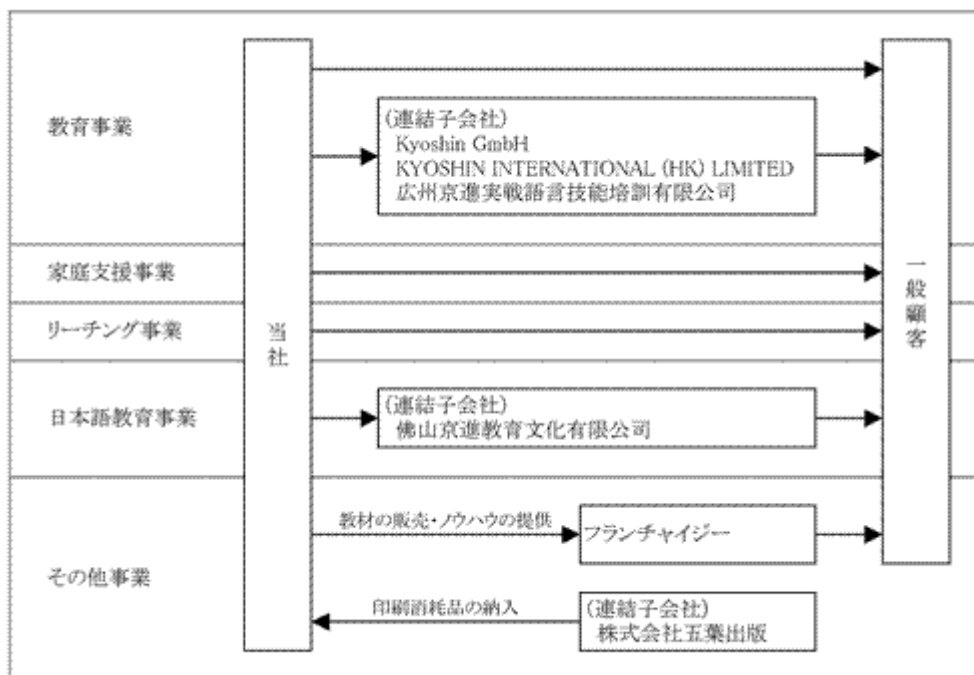 教育事業
(連結子会社)
Kyoshin GmbH
KYOSHIN INTERNATIONAL (HK) LIMITED
広州京進実戦語言技能培訓有限公司
家庭支援事業
リーチング事業
当社
一般顧客
日本語教育事業
(連結子会社)
佛山京進教育文化有限公司
その他事業
教材の販売・ノウハウの提供
フランチャイジー
印刷消耗品の納入
(連結子会社)
株式会社五葉出版